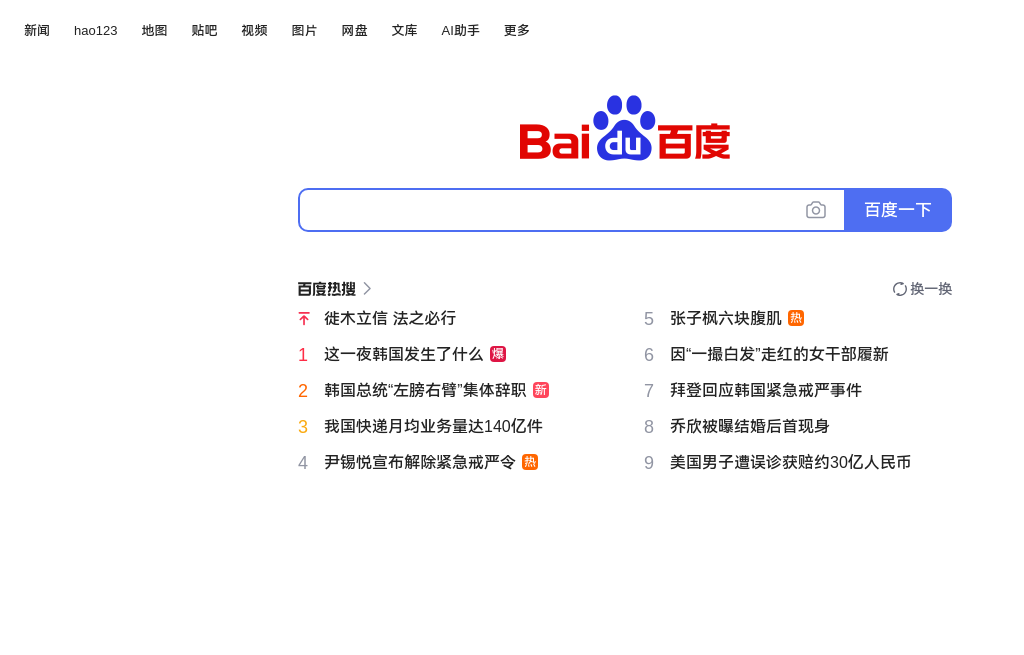 新闻 hao123 地图 贴吧 视频 图片 网盘 文库 AI助手 更多
Bai du 百度
百度一下
百度热搜 换一换
徙木立信 法之必行
1 这一夜韩国发生了什么 爆
2 韩国总统“左膀右臂”集体辞职 新
3 我国快递月均业务量达140亿件
4 尹锡悦宣布解除紧急戒严令 热
5 张子枫六块腹肌 热
6 因“一撮白发”走红的女干部履新
7 拜登回应韩国紧急戒严事件
8 乔欣被曝结婚后首现身
9 美国男子遭误诊获赔约30亿人民币